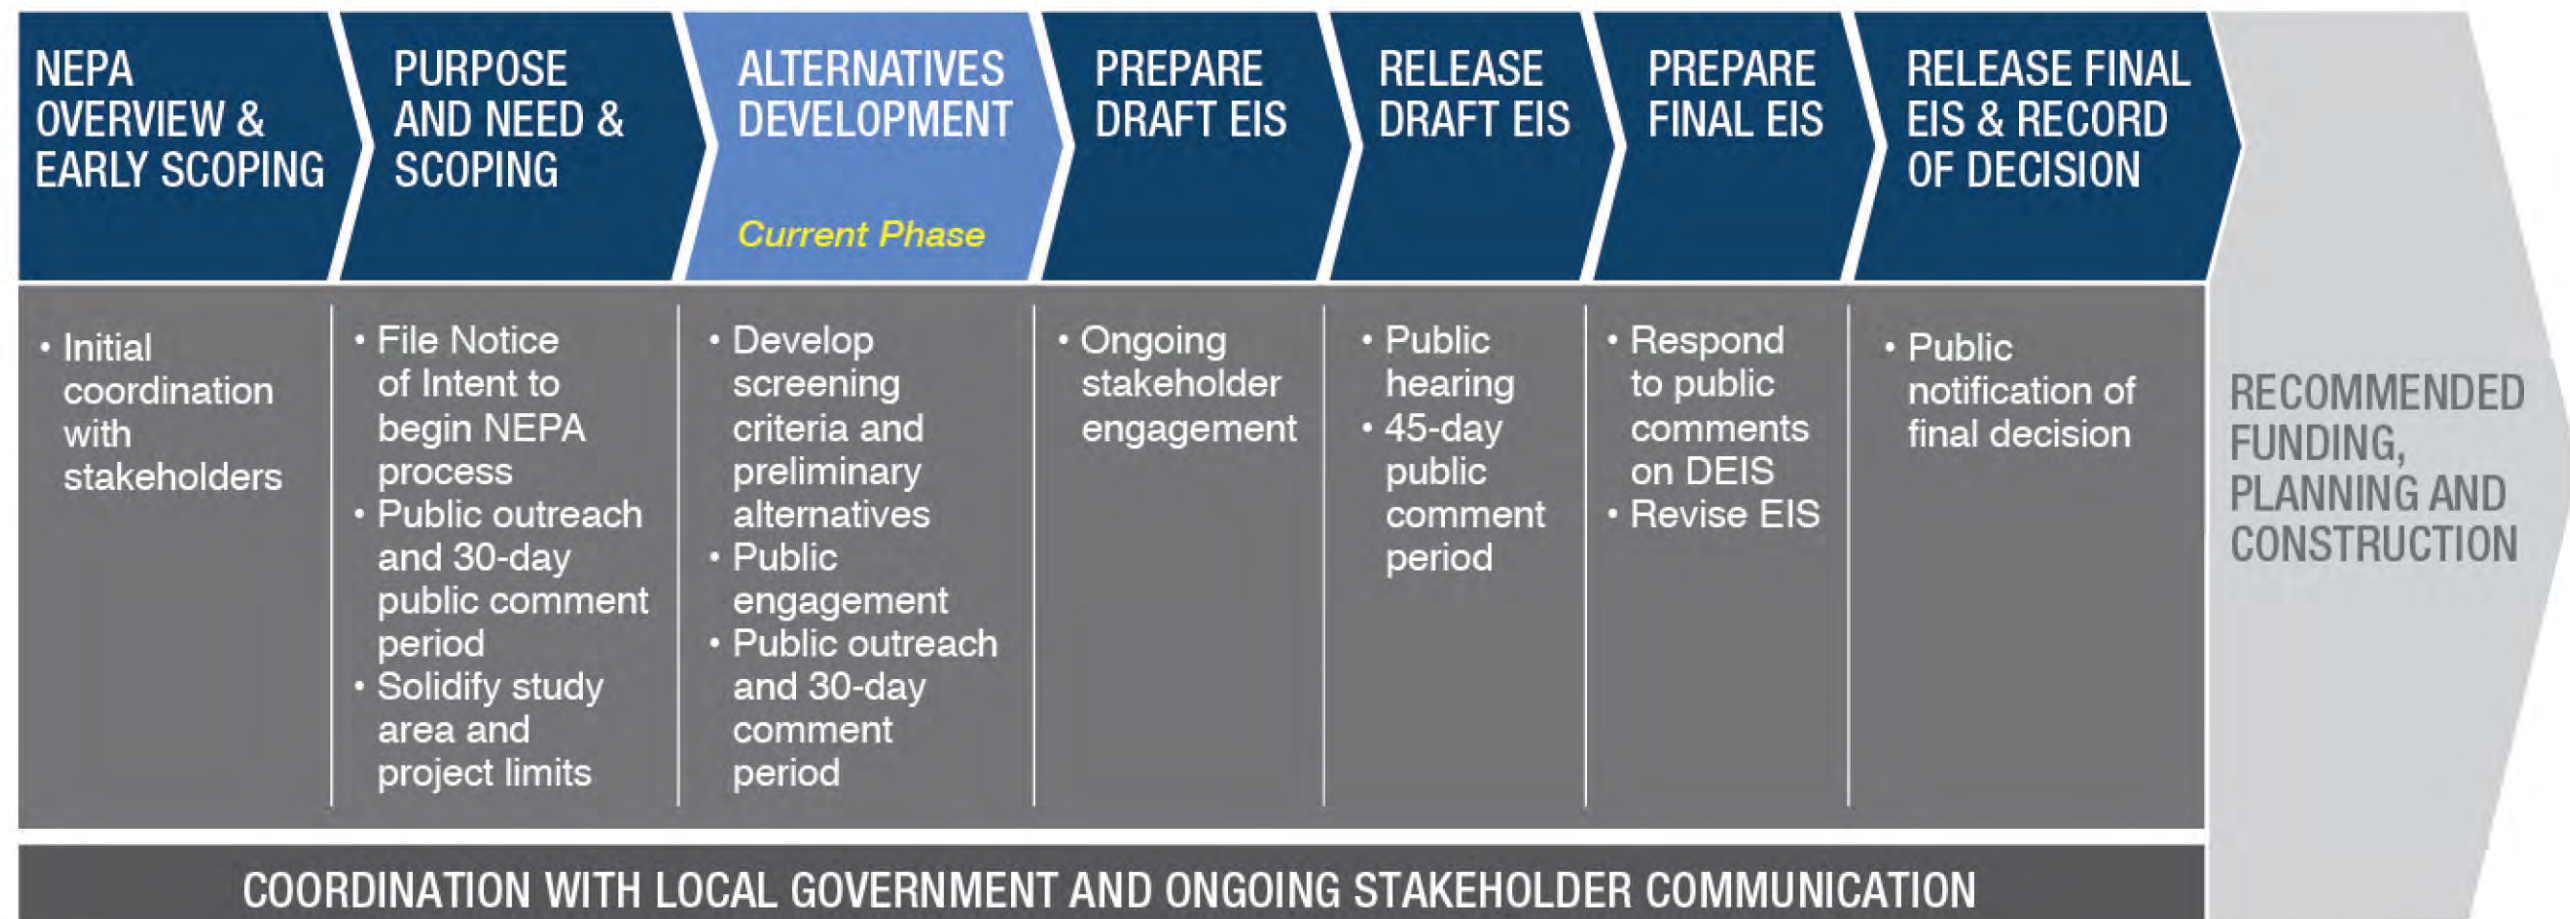 NEPA
OVERVIEW &
EARLY SCOPING
PURPOSE
AND NEED &
SCOPING
ALTERNATIVES
DEVELOPMENT
Current Phase
PREPARE
DRAFT EIS
RELEASE
DRAFT EIS
PREPARE
FINAL EIS
RELEASE FINAL
EIS & RECORD
OF DECISION
• Initial
coordination
with
stakeholders
• File Notice
of Intent to
begin NEPA
process
• Public outreach
and 30-day
public comment
period
• Solidify study
area and
project limits
• Develop
screening
criteria and
preliminary
alternatives
• Public
engagement
• Public outreach
and 30-day
comment
period
• Ongoing
stakeholder
engagement
• Public
hearing
• 45-day
public
comment
period
• Respond
to public
comments
on DEIS
• Revise EIS
• Public
notification of
final decision
RECOMMENDED
FUNDING,
PLANNING AND
CONSTRUCTION
COORDINATION WITH LOCAL GOVERNMENT AND ONGOING STAKEHOLDER COMMUNICATION